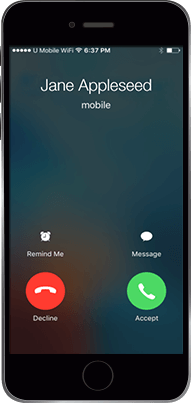 U Mobile WiFi 6:37 PM
Jane Appleseed
mobile
Remind Me Message
Decline Accept